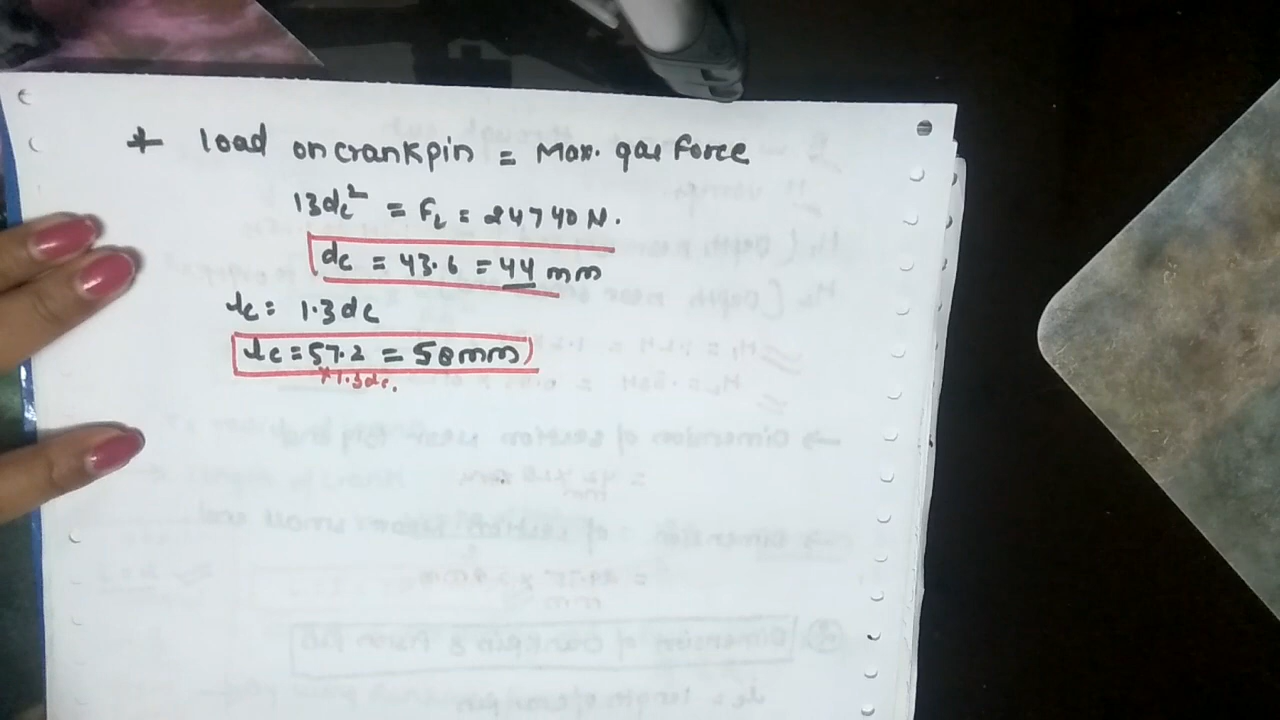 * Load on crankpin = Max. gas force
13dc² = FL = 24740 N.
dc = 43.6 = 44 mm
lc = 1.3dc
lc = 57.2 = 58mm
*1.3dc.